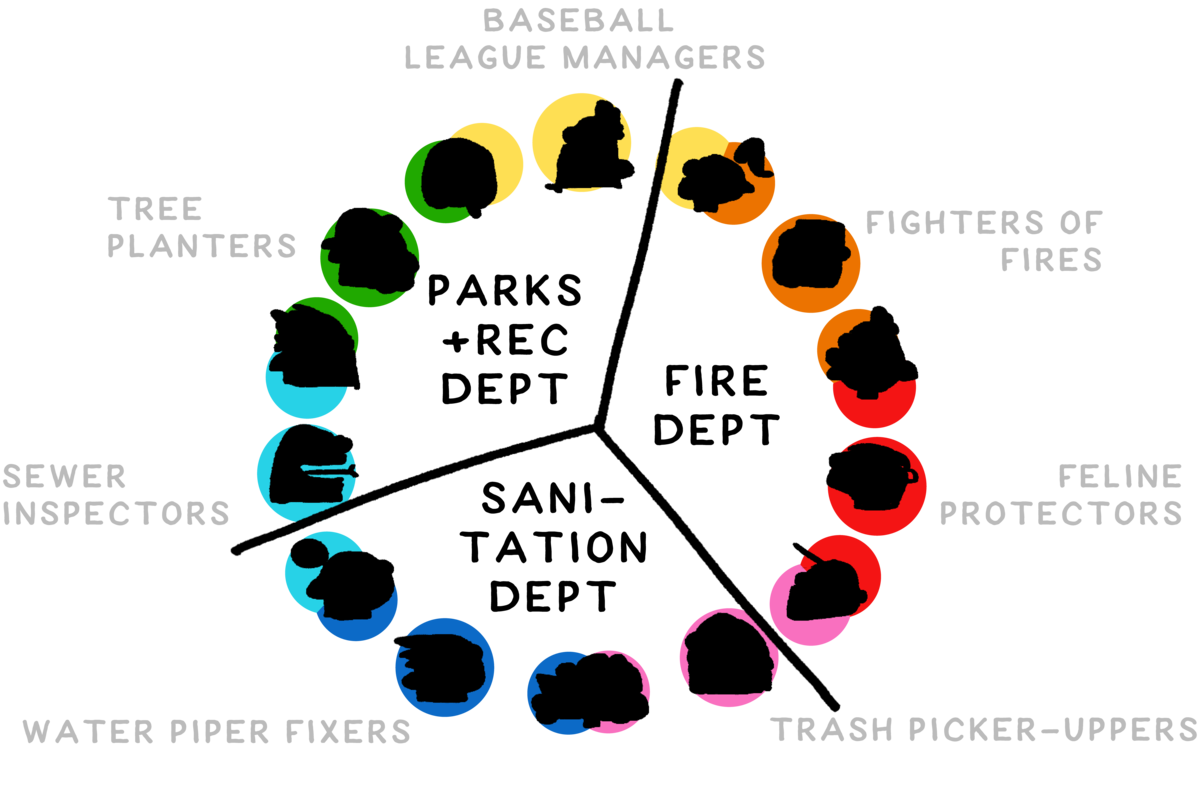 BASEBALL
LEAGUE MANAGERS
TREE
PLANTERS
FIGHTERS OF
FIRES
PARKS
+REC
DEPT
FIRE
DEPT
SEWER
INSPECTORS
FELINE
PROTECTORS
SANI-
TATION
DEPT
WATER PIPER FIXERS
TRASH PICKER-UPPERS